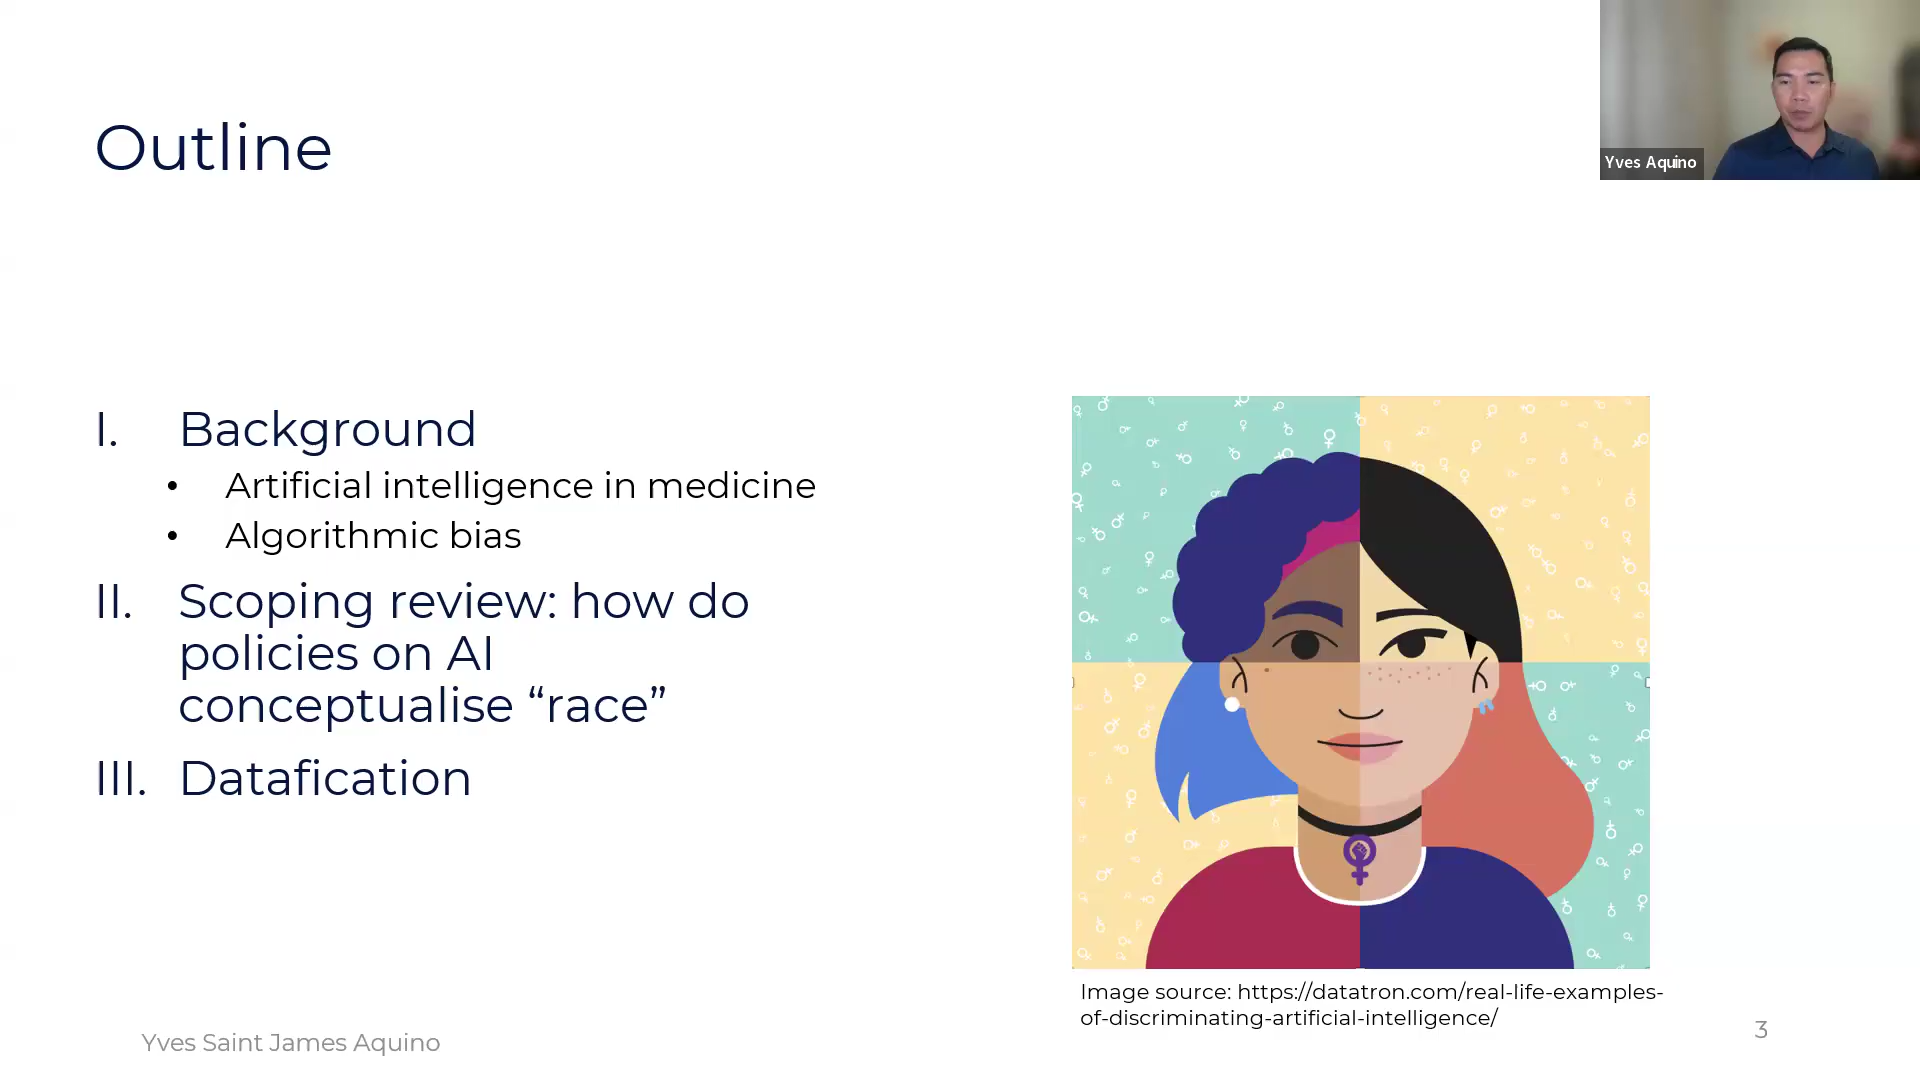 Outline
Yves Aquino
I. Background
• Artificial intelligence in medicine
• Algorithmic bias
II. Scoping review: how do
policies on AI
conceptualise “race”
III. Datafication
Image source: https://datatron.com/real-life-examples-
of-discriminating-artificial-intelligence/
Yves Saint James Aquino
3